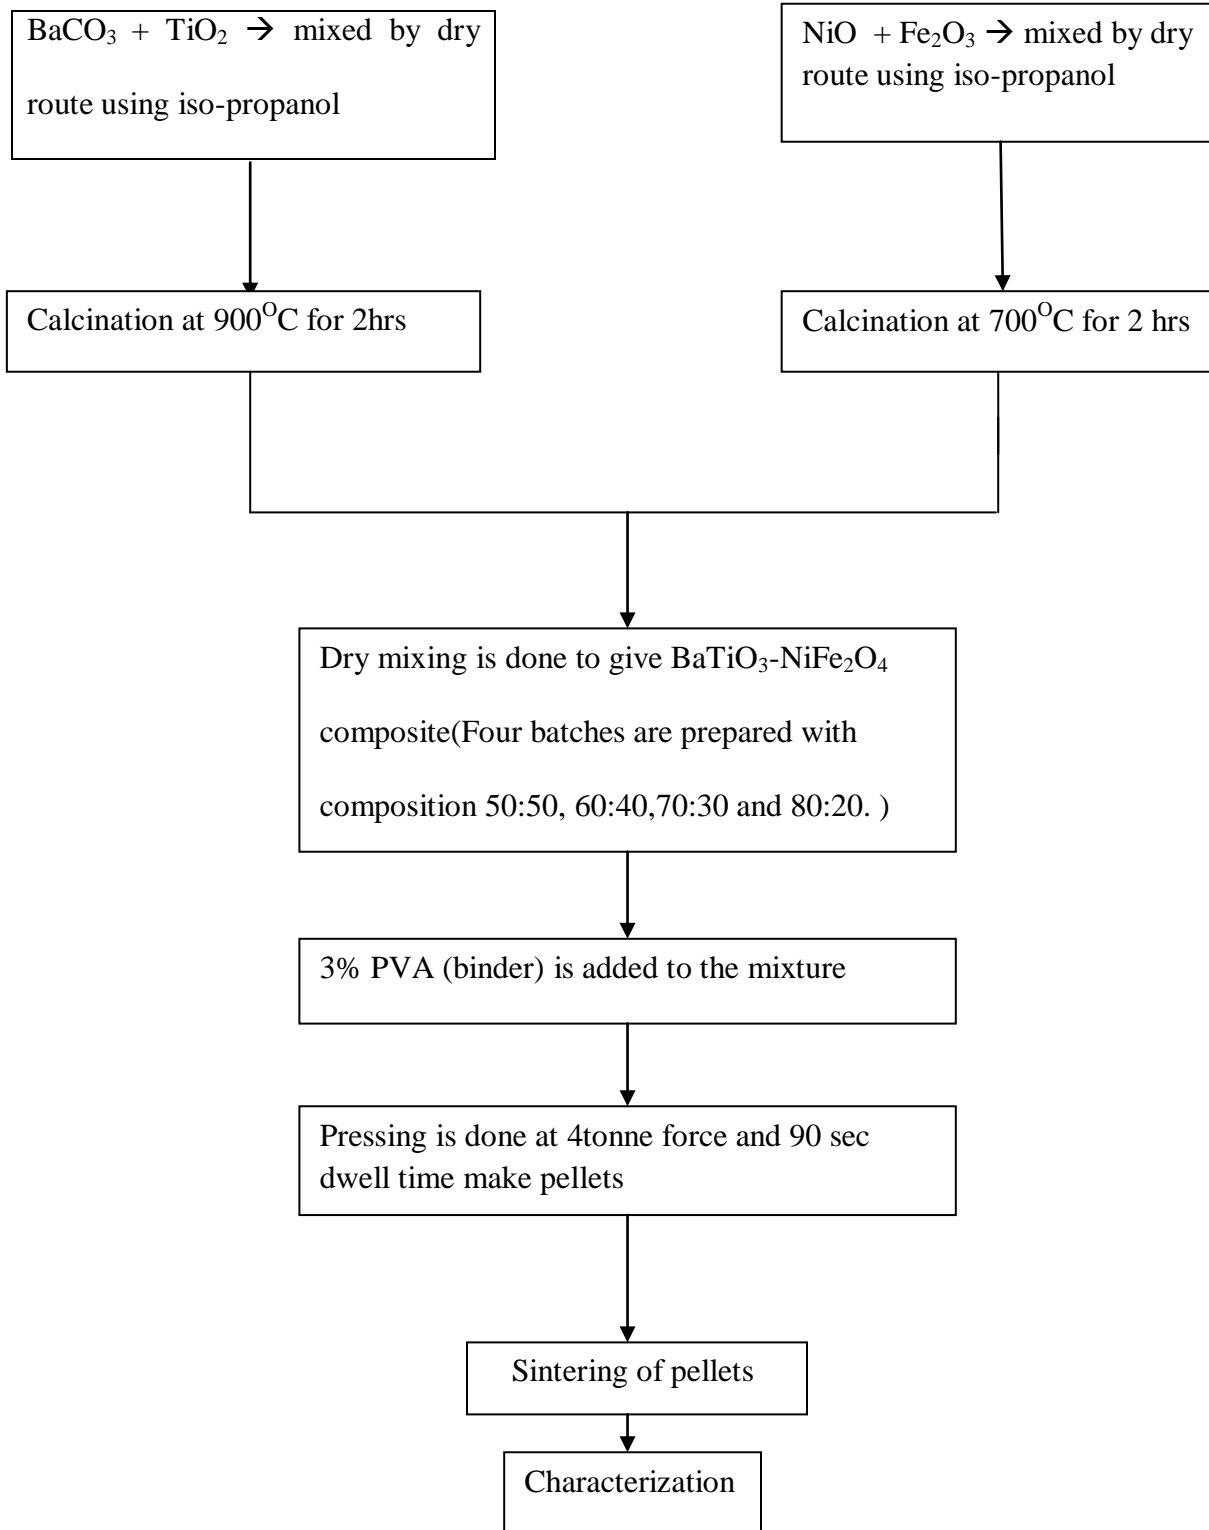 BaCO₃ + TiO₂ → mixed by dry
route using iso-propanol
NiO + Fe₂O₃ → mixed by dry
route using iso-propanol
Calcination at 900ᴼC for 2hrs
Calcination at 700ᴼC for 2 hrs
Dry mixing is done to give BaTiO₃-NiFe₂O₄
composite(Four batches are prepared with
composition 50:50, 60:40,70:30 and 80:20. )
3% PVA (binder) is added to the mixture
Pressing is done at 4tonne force and 90 sec
dwell time make pellets
Sintering of pellets
Characterization